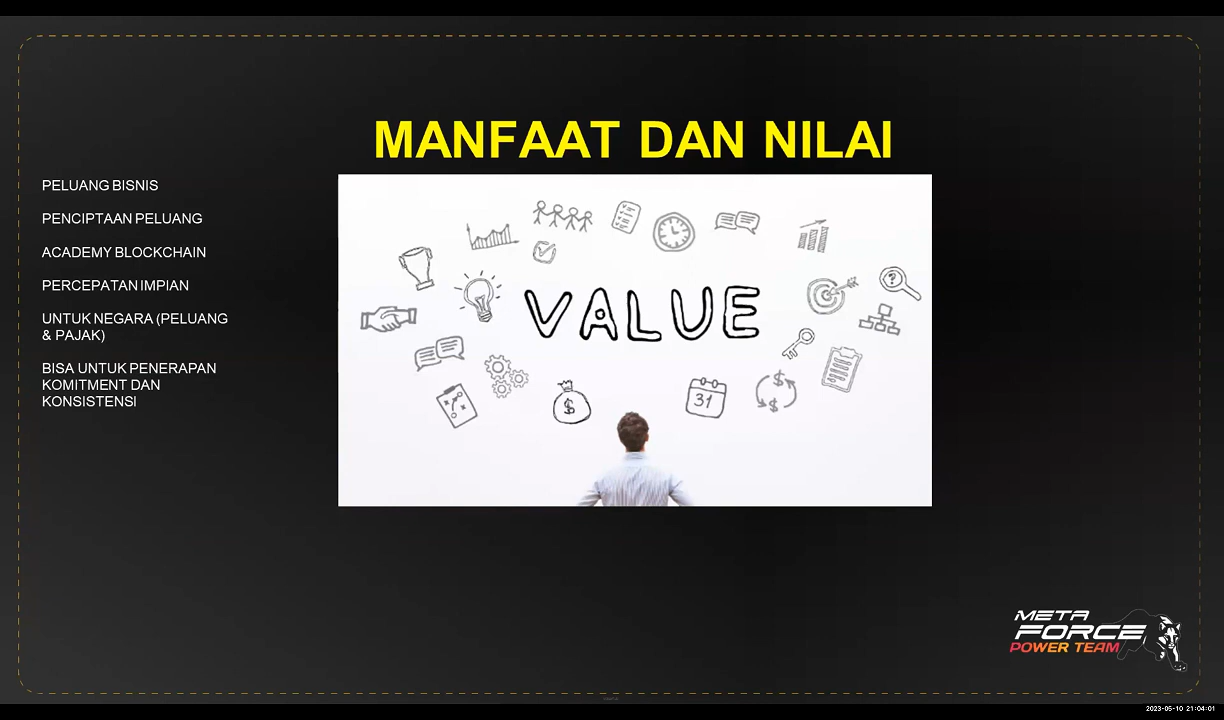 MANFAAT DAN NILAI
PELUANG BISNIS
PENCIPTAAN PELUANG
ACADEMY BLOCKCHAIN
PERCEPATAN IMPIAN
UNTUK NEGARA (PELUANG
& PAJAK)
BISA UNTUK PENERAPAN
KOMITMENT DAN
KONSISTENSI
VALUE
?
$
31
$
$
META
FORCE
POWER TEAM
2023-05-10 21:04:01